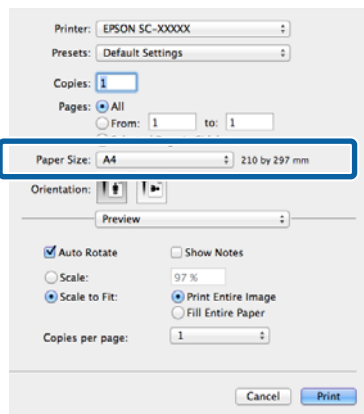 Printer: EPSON SC-XXXXX
Presets: Default Settings
Copies: 1
Pages: All
From: 1 to: 1
Paper Size: A4 210 by 297 mm
Orientation:
Preview
Auto Rotate Show Notes
Scale: 97 %
Scale to Fit: Print Entire Image
Fill Entire Paper
Copies per page: 1
Cancel Print